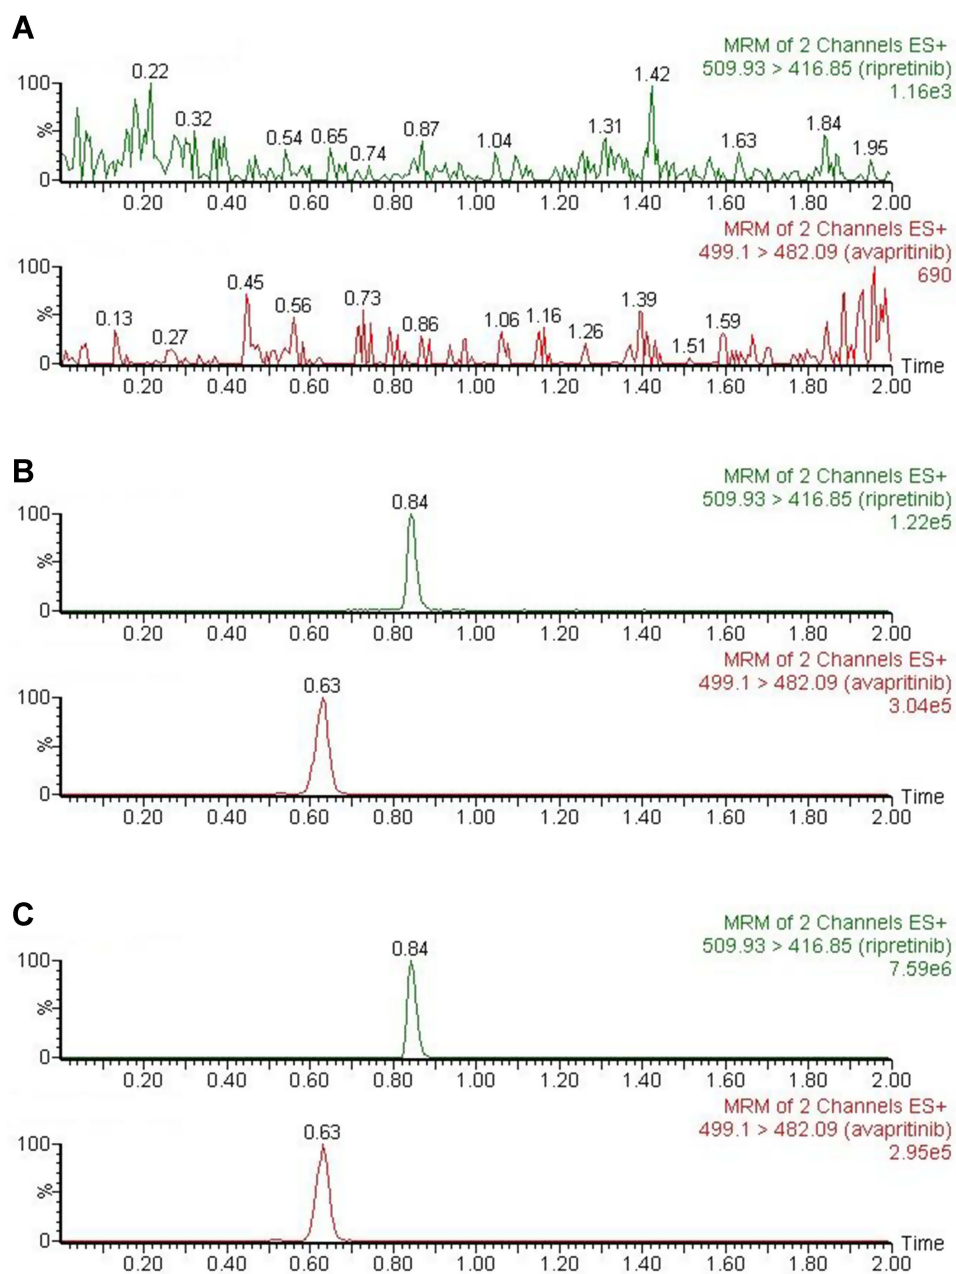 A
MRM of 2 Channels ES+
509.93 > 416.85 (ripretinib)
1.16e3
100
%
0
0.22
0.32
0.54
0.65
0.74
0.87
1.04
1.31
1.42
1.63
1.84
1.95
0.20 0.40 0.60 0.80 1.00 1.20 1.40 1.60 1.80 2.00
MRM of 2 Channels ES+
499.1 > 482.09 (avapritinib)
690
100
%
0
0.13
0.27
0.45
0.56
0.73
0.86
1.06
1.16
1.26
1.39
1.51
1.59
Time
0.20 0.40 0.60 0.80 1.00 1.20 1.40 1.60 1.80 2.00
B
MRM of 2 Channels ES+
509.93 > 416.85 (ripretinib)
1.22e5
0.84
100
%
0
0.20 0.40 0.60 0.80 1.00 1.20 1.40 1.60 1.80 2.00
MRM of 2 Channels ES+
499.1 > 482.09 (avapritinib)
3.04e5
0.63
100
%
0
Time
0.20 0.40 0.60 0.80 1.00 1.20 1.40 1.60 1.80 2.00
C
MRM of 2 Channels ES+
509.93 > 416.85 (ripretinib)
7.59e6
0.84
100
%
0
0.20 0.40 0.60 0.80 1.00 1.20 1.40 1.60 1.80 2.00
MRM of 2 Channels ES+
499.1 > 482.09 (avapritinib)
2.95e5
0.63
100
%
0
Time
0.20 0.40 0.60 0.80 1.00 1.20 1.40 1.60 1.80 2.00